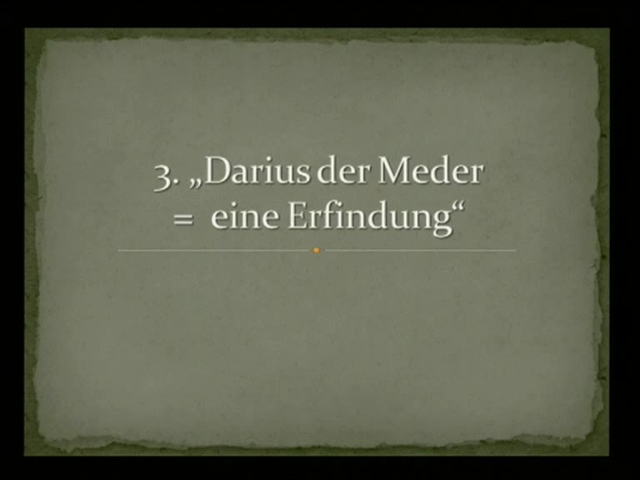 3. „Darius der Meder
= eine Erfindung“